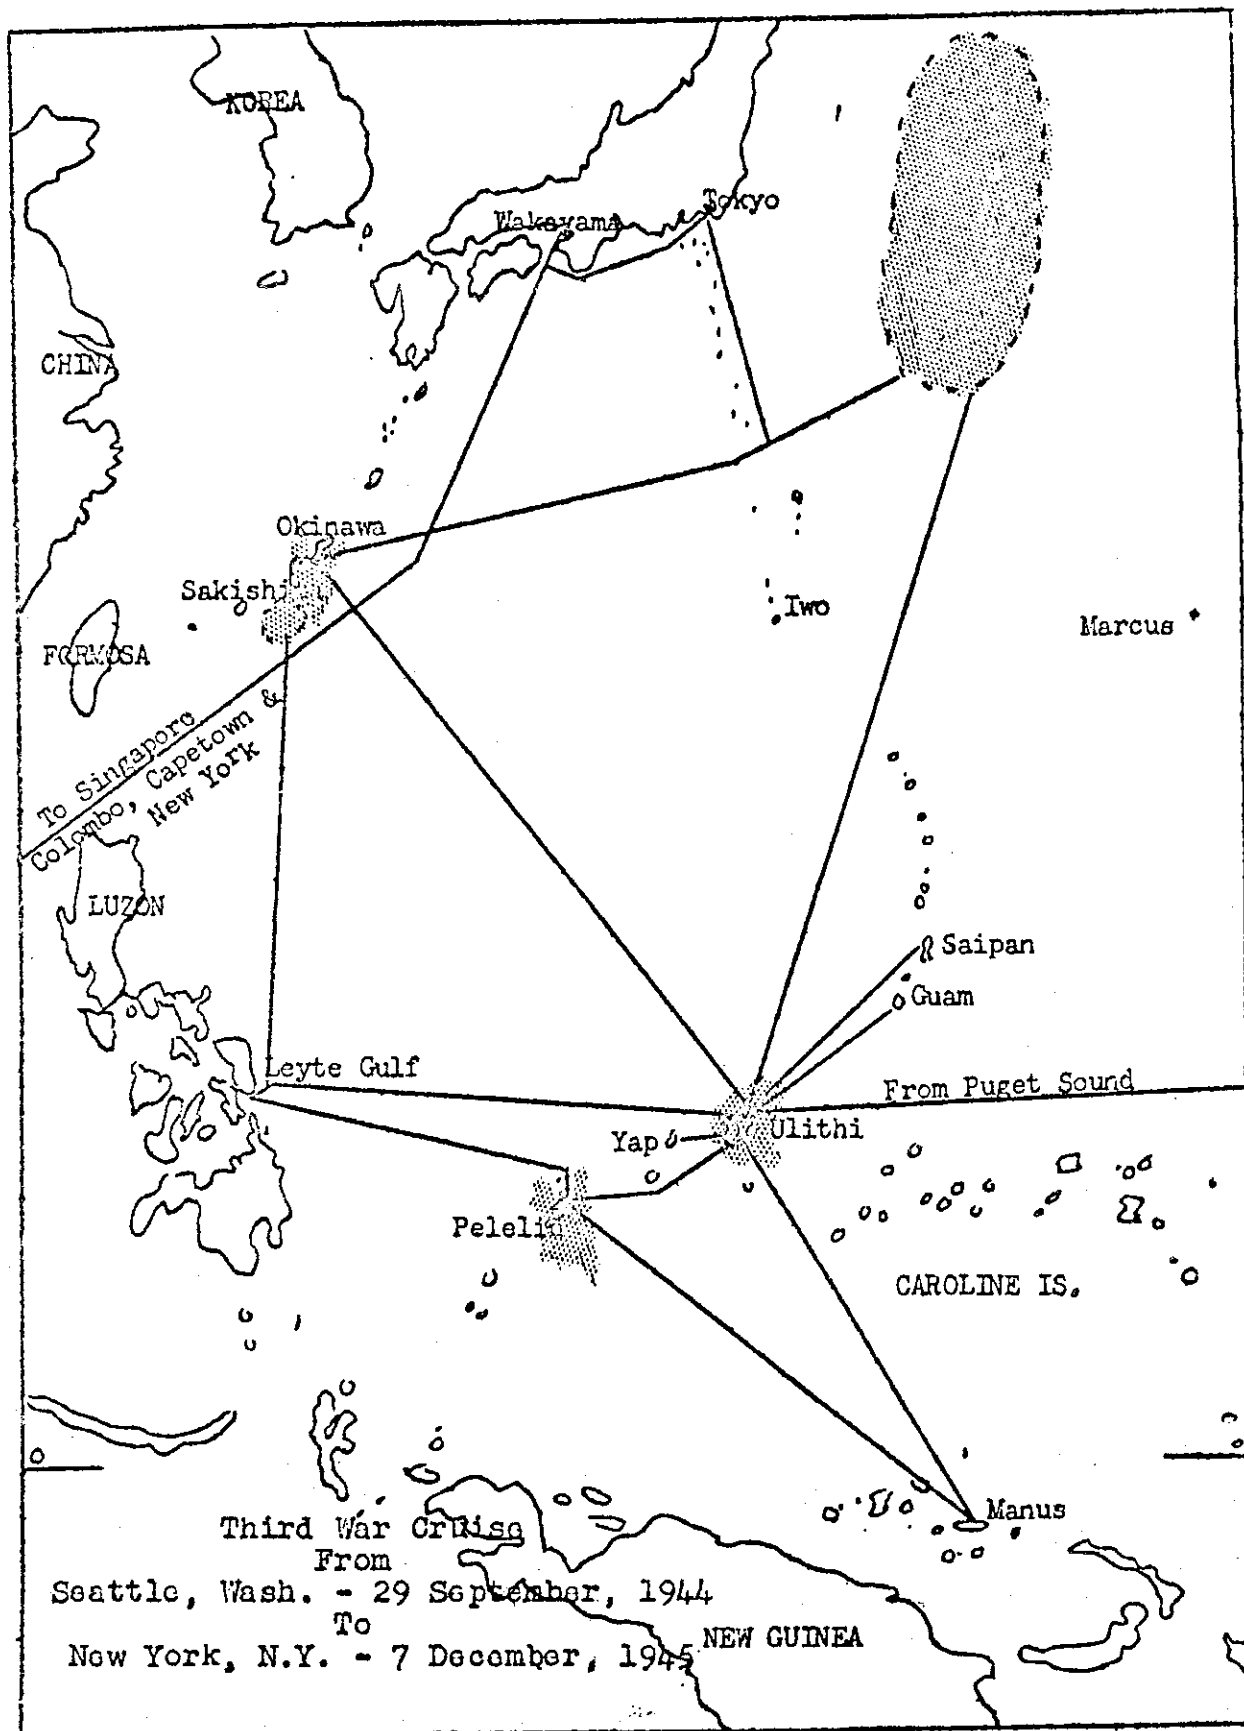 KOREA
Tokyo
Wakayama
CHINA
Okinawa
Sakishi
Iwo
Marcus
FORMOSA
To Singapore
Colombo, Capetown &
New York
LUZON
Saipan
Guam
Leyte Gulf
From Puget Sound
Yap
Ulithi
Peleliu
CAROLINE IS.
0
Manus
Third War Cruise
From
Seattle, Wash. - 29 September, 1944
To
New York, N.Y. - 7 December, 1945
NEW GUINEA